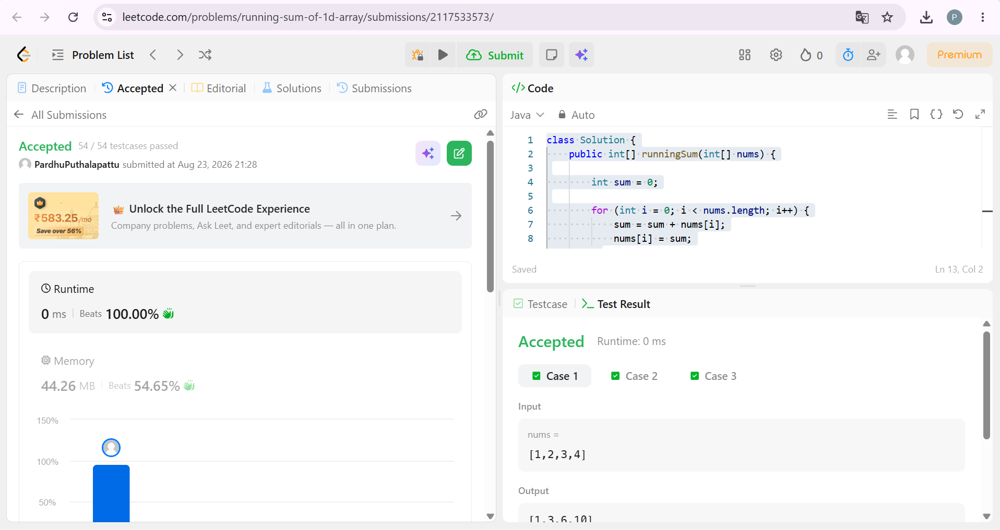 leetcode.com/problems/running-sum-of-1d-array/submissions/2117533573/
P
Problem List
Submit
0
Premium
Description
Accepted
Editorial
Solutions
Submissions
All Submissions
Accepted 54 / 54 testcases passed
PardhuPuthalapattu submitted at Aug 23, 2026 21:28
₹583.25/mo
Save over 56%
Unlock the Full LeetCode Experience
Company problems, Ask Leet, and expert editorials — all in one plan.
Runtime
0 ms Beats 100.00%
Memory
44.26 MB Beats 54.65%
150%
100%
50%
</> Code
Java Auto
1 class Solution {
2 public int[] runningSum(int[] nums) {
3
4 int sum = 0;
5
6 for (int i = 0; i < nums.length; i++) {
7 sum = sum + nums[i];
8 nums[i] = sum;
Saved
Ln 13, Col 2
Testcase
Test Result
Accepted Runtime: 0 ms
Case 1 Case 2 Case 3
Input
nums =
[1,2,3,4]
Output
[1,3,6,10]